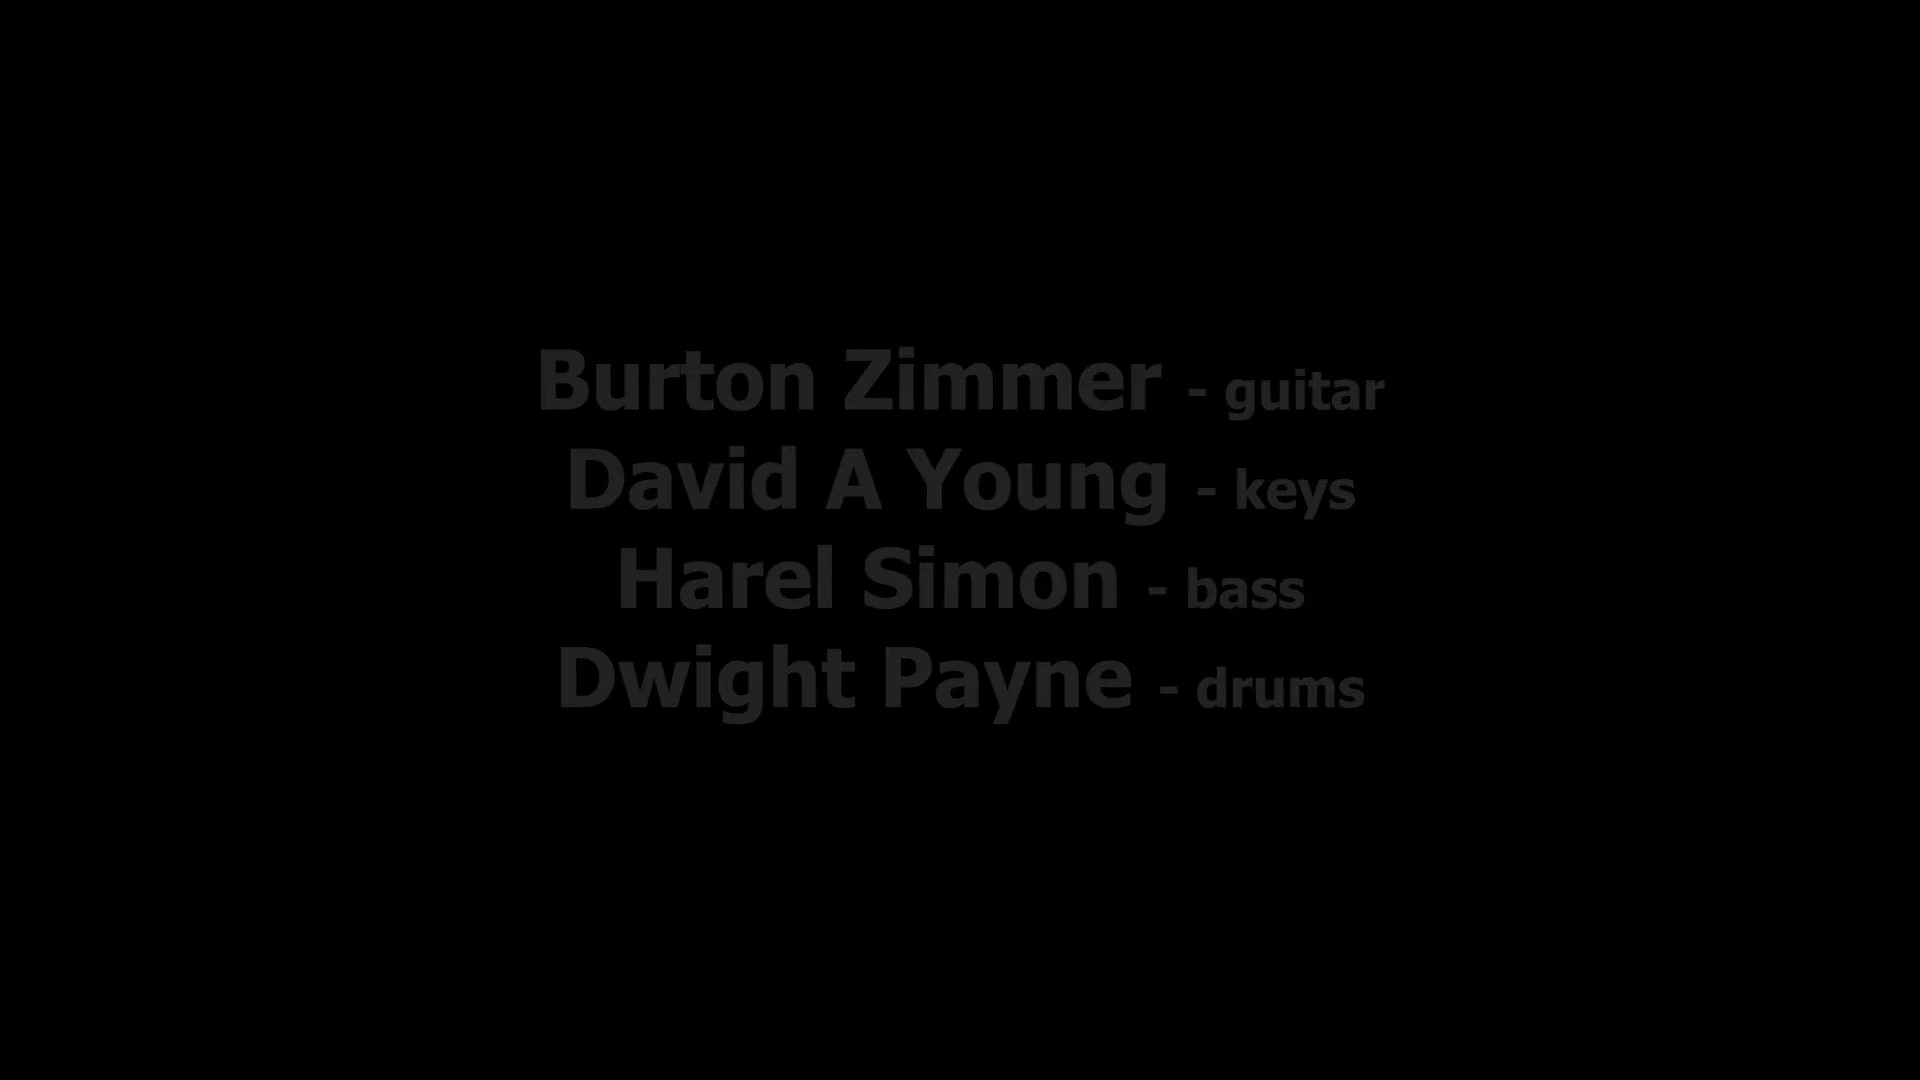 Burton Zimmer - guitar
David A Young - keys
Harel Simon - bass
Dwight Payne - drums